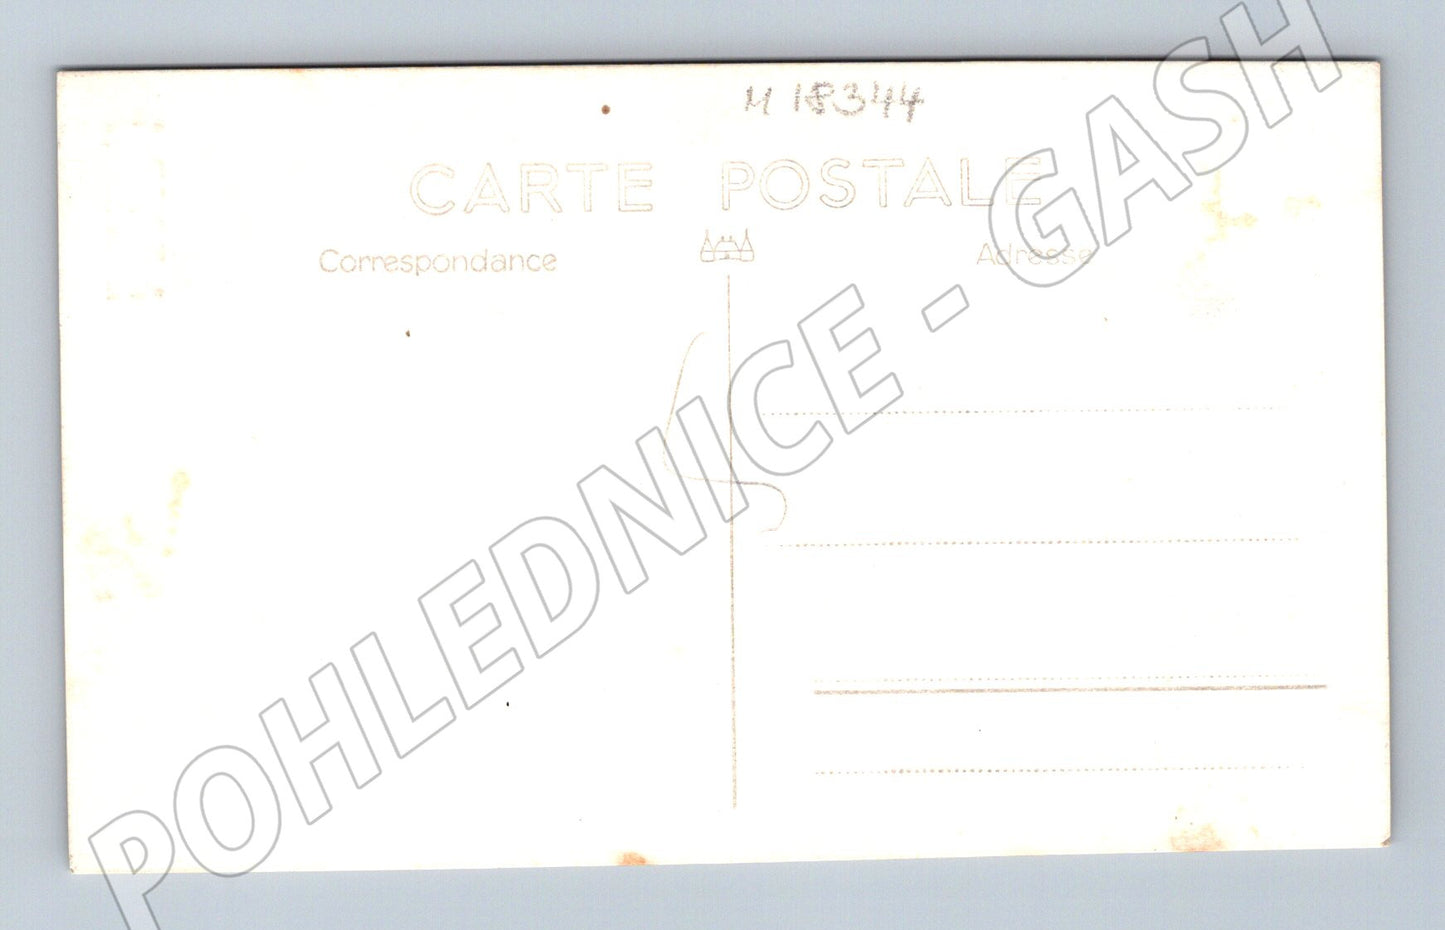 M 18344
CARTE POSTALE
Correspondance
Adresse
POHLEDNICE - GASH